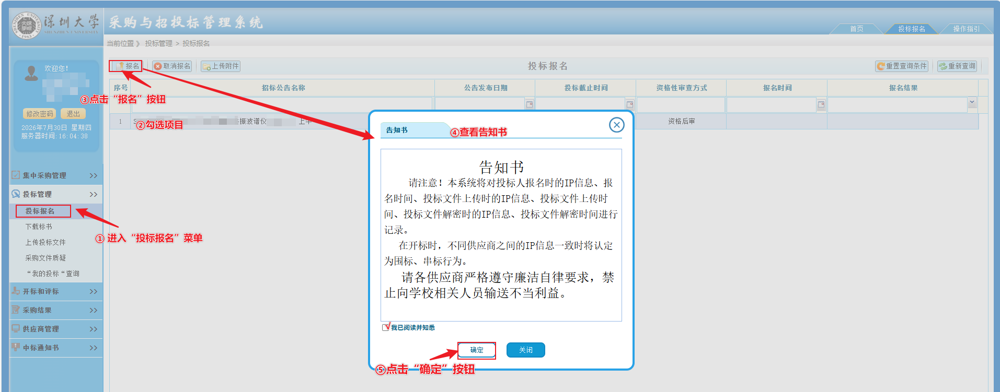 深圳大学
SHENZHEN UNIVERSITY
采购与招投标管理系统
首页
投标报名
操作指引
当前位置 》 投标管理 > 投标报名
欢迎您！
修改密码 退出
2026年7月30日 星期四
服务器时间:16:04:38
集中采购管理 >>
投标管理 >>
投标报名
下载标书
上传投标文件
采购文件质疑
“我的投标“查询
开标和评标 >>
采购结果 >>
供应商管理 >>
中标通知书 >>
报名 取消报名 上传附件
投标报名
重置查询条件 重新查询
序号 招标公告名称 公告发布日期 投标截止时间 资格性审查方式 报名时间 报名结果
1 S 振波谱仪 上午 资格后审
③点击“报名”按钮
②勾选项目
① 进入“投标报名”菜单
告知书
④查看告知书
告知书
请注意！本系统将对投标人报名时的IP信息、报
名时间、投标文件上传时的IP信息、投标文件上传时
间、投标文件解密时的IP信息、投标文件解密时间进行
记录。
在开标时，不同供应商之间的IP信息一致时将认定
为围标、串标行为。
请各供应商严格遵守廉洁自律要求，禁
止向学校相关人员输送不当利益。
我已阅读并知悉
确定 关闭
⑤点击“确定”按钮